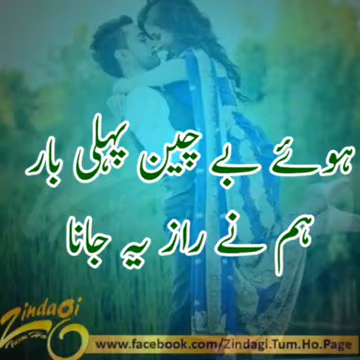 ہوئے بے چین پہلی بار
ہم نے راز یہ جانا
Zindagi
www.facebook.com/Zindagi.Tum.Ho.Page